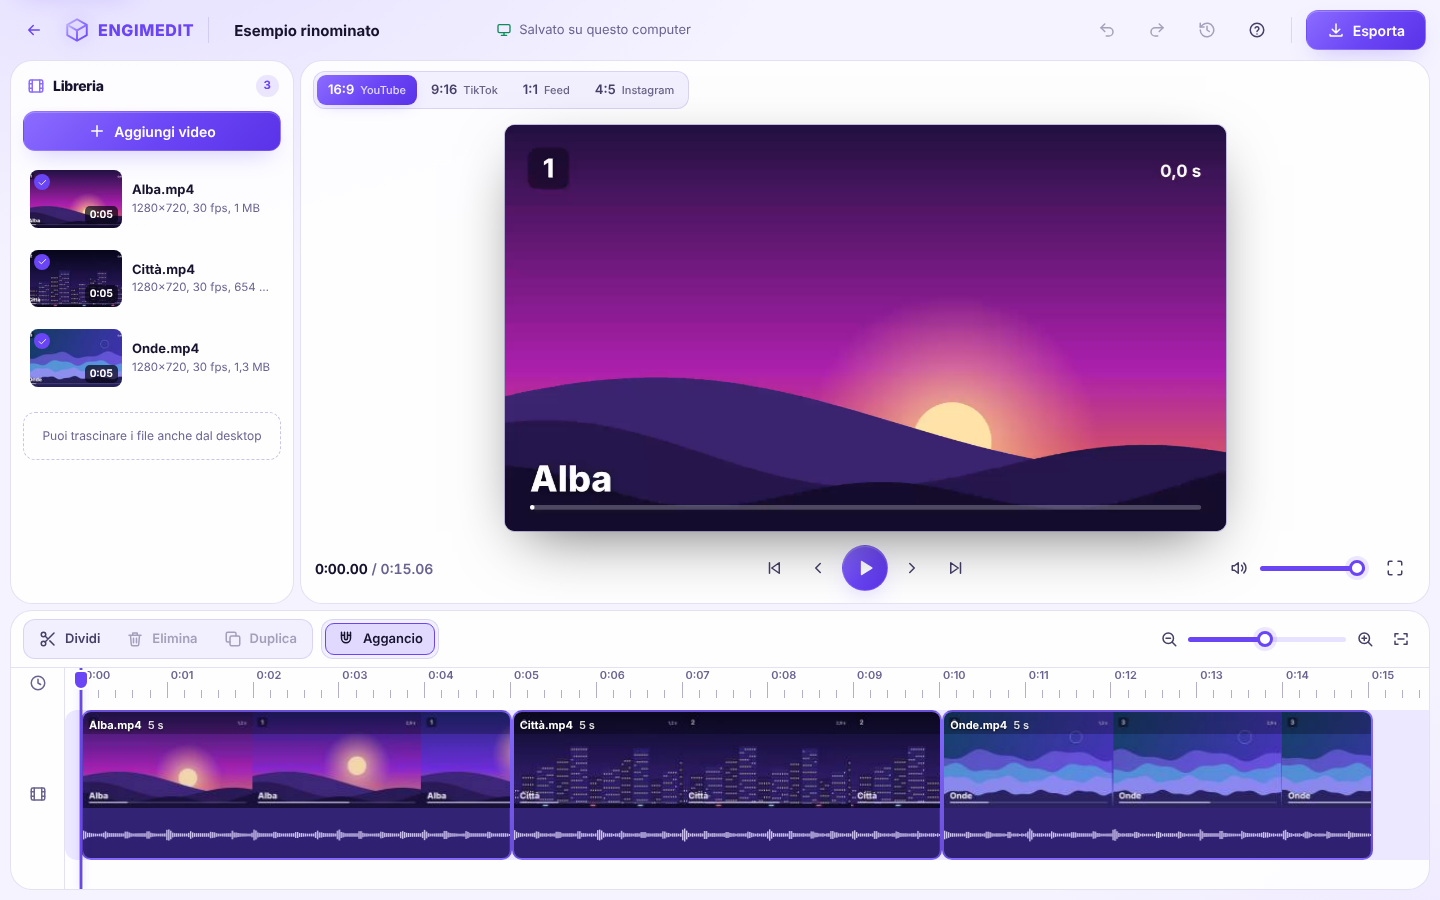 ENGIMEDIT
Esempio rinominato
Salvato su questo computer
Esporta
Libreria
3
Aggiungi video
Alba.mp4
1280×720, 30 fps, 1 MB
0:05
Città.mp4
1280×720, 30 fps, 654 ...
0:05
Onde.mp4
1280×720, 30 fps, 1,3 MB
0:05
Puoi trascinare i file anche dal desktop
16:9 YouTube
9:16 TikTok
1:1 Feed
4:5 Instagram
1
0,0 s
Alba
0:00.00 / 0:15.06
Dividi
Elimina
Duplica
Aggancio
0:00 0:01 0:02 0:03 0:04 0:05 0:06 0:07 0:08 0:09 0:10 0:11 0:12 0:13 0:14 0:15
Alba.mp4 5 s
Città.mp4 5 s
Onde.mp4 5 s
Alba Alba Alba
Città Città Città
Onde Onde Onde